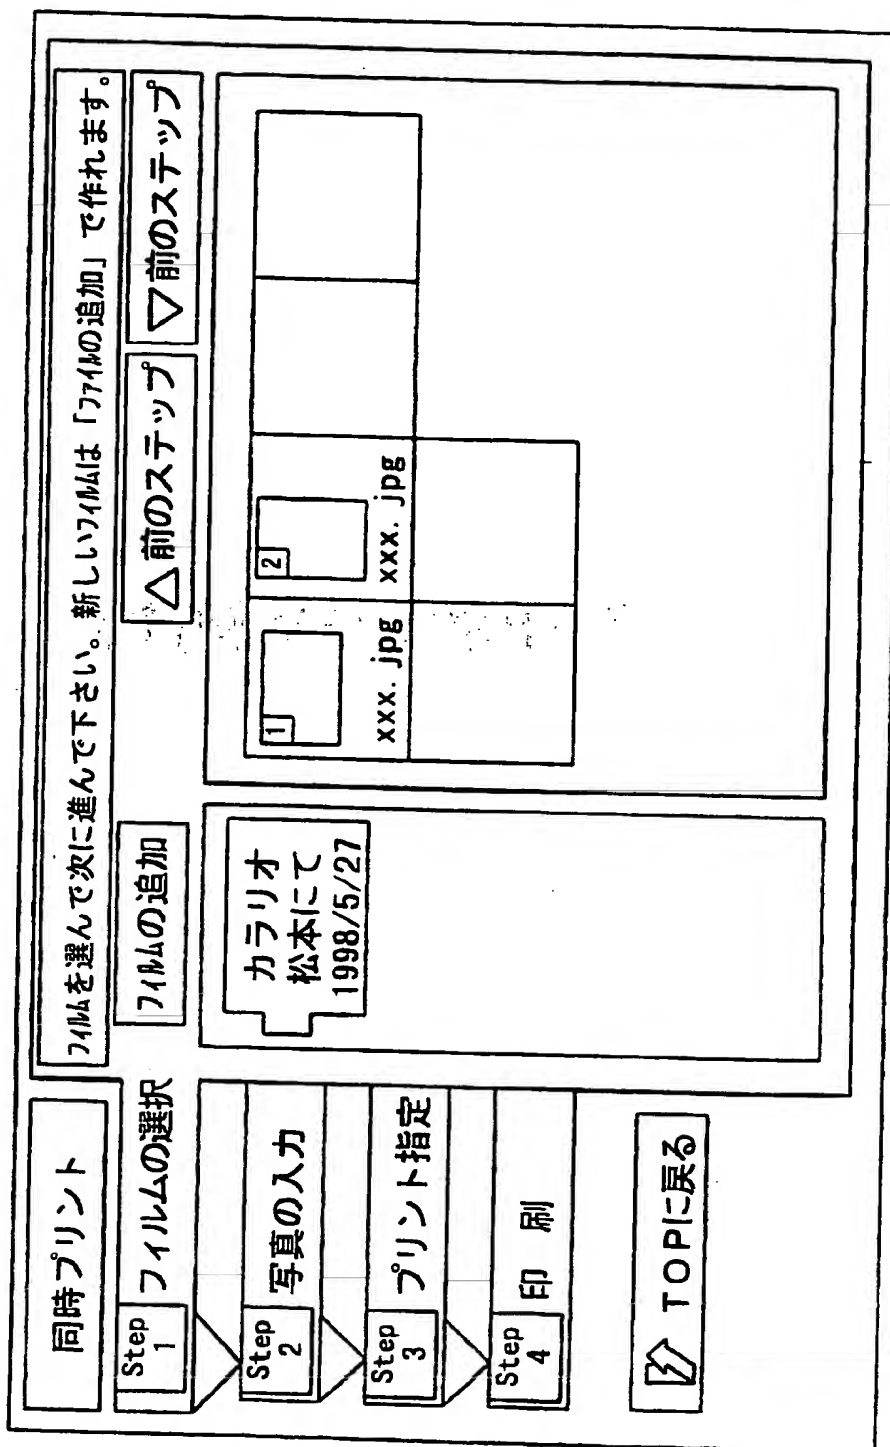 同時プリント
フィルムを選んで次に進んで下さい。新しいフィルムは「ファイルの追加」で作れます。
Step 1
フィルムの選択
Step 2
写真の入力
Step 3
プリント指定
Step 4
印 刷
TOPに戻る
フィルムの追加
△前のステップ
▽前のステップ
カラリオ
松本にて
1998/5/27
1
xxx. jpg
2
xxx. jpg